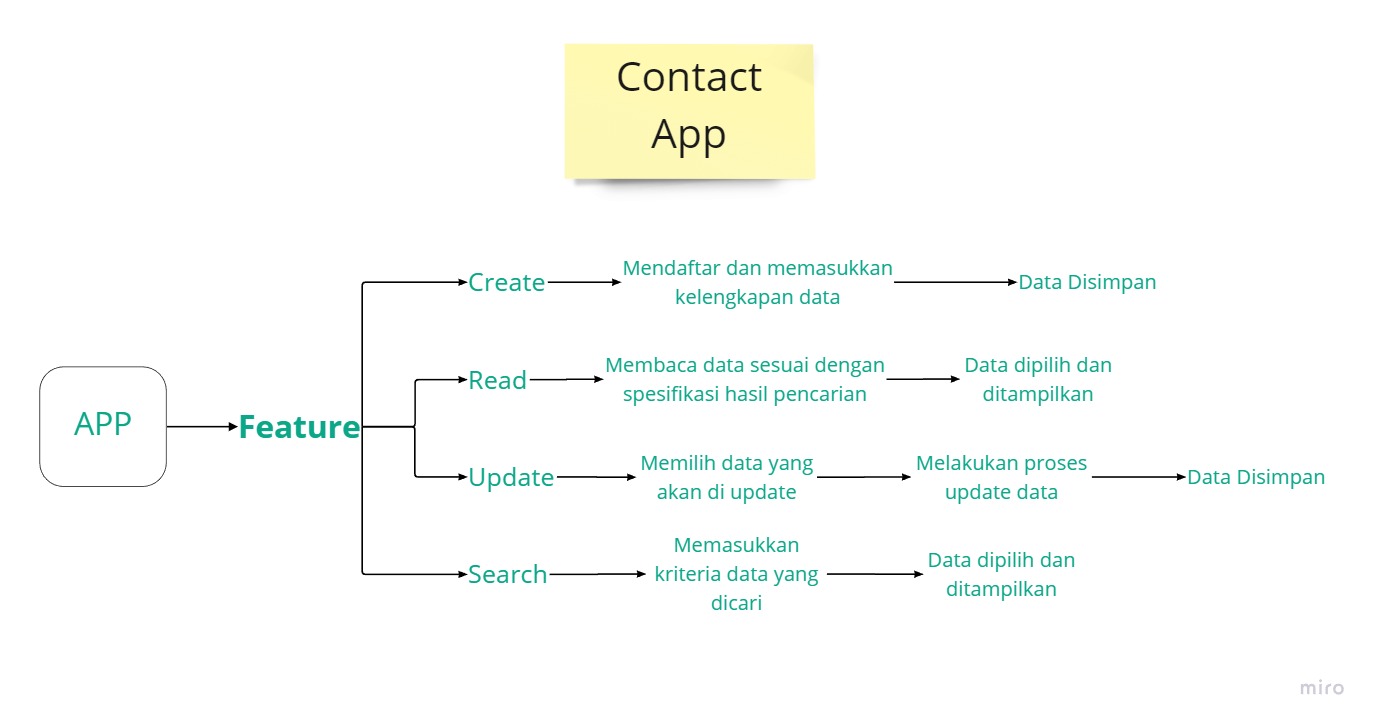 Contact
App
Create
Mendaftar dan memasukkan
kelengkapan data
Data Disimpan
APP
Feature
Read
Membaca data sesuai dengan
spesifikasi hasil pencarian
Data dipilih dan
ditampilkan
Update
Memilih data yang
akan di update
Melakukan proses
update data
Data Disimpan
Search
Memasukkan
kriteria data yang
dicari
Data dipilih dan
ditampilkan
miro